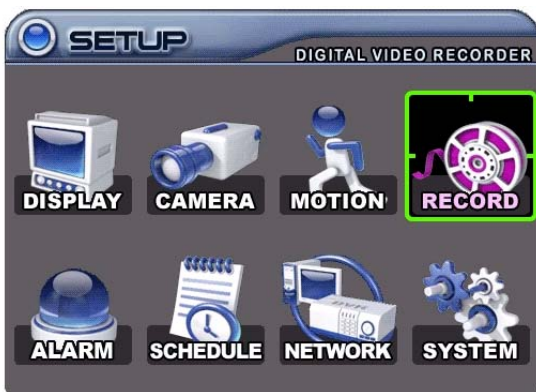 SETUP
DIGITAL VIDEO RECORDER
DISPLAY CAMERA MOTION RECORD
ALARM SCHEDULE NETWORK SYSTEM